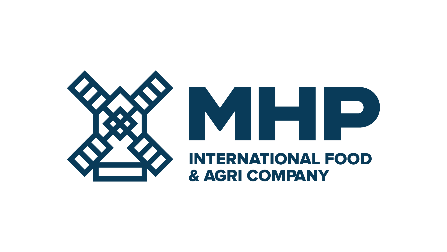 MHP
INTERNATIONAL FOOD
& AGRI COMPANY